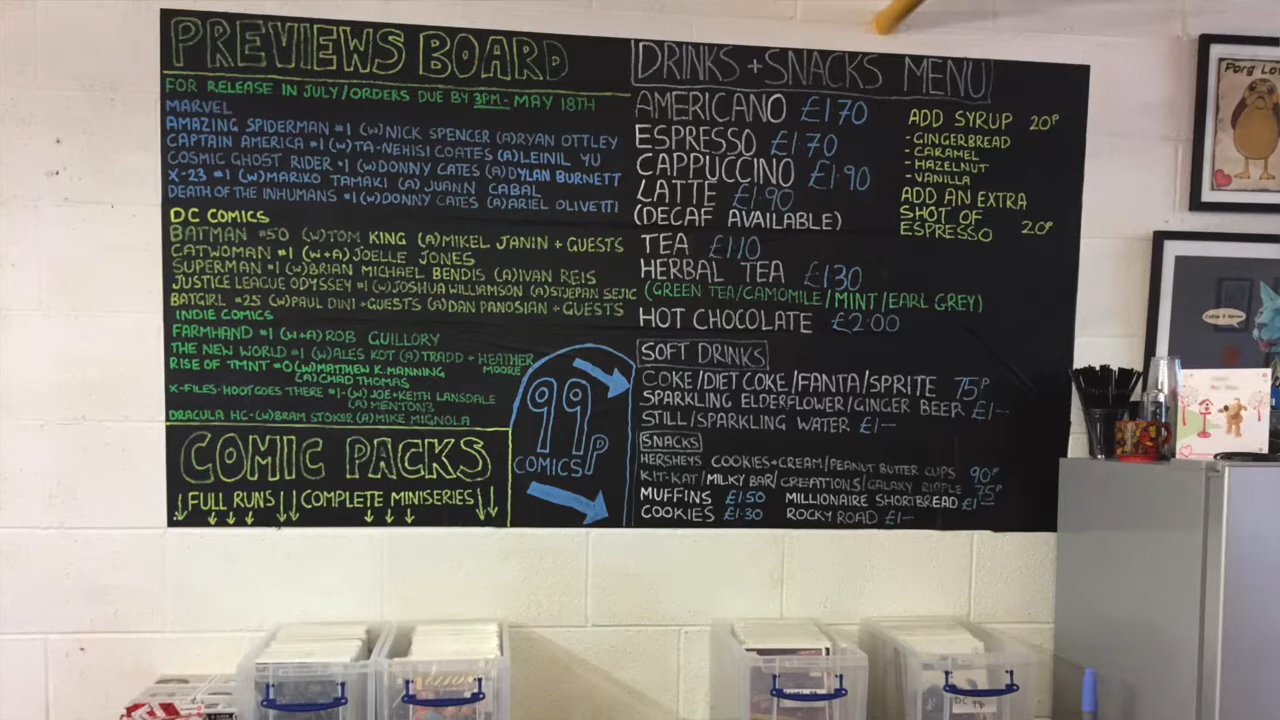 PREVIEWS BOARD
FOR RELEASE IN JULY/ORDERS DUE BY 3PM - MAY 18TH
MARVEL
AMAZING SPIDERMAN #1 (W)NICK SPENCER (A)RYAN OTTLEY
CAPTAIN AMERICA #1 (W)TA-NEHISI COATES (A)LEINIL YU
COSMIC GHOST RIDER #1 (W)DONNY CATES (A)DYLAN BURNETT
X-23 #1 (W)MARIKO TAMAKI (A) JUANN CABAL
DEATH OF THE INHUMANS #1(W)DONNY CATES (A)ARIEL OLIVETTI
DC COMICS
BATMAN #50 (W)TOM KING (A)MIKEL JANIN + GUESTS
CATWOMAN #1 (W+A)JOELLE JONES
SUPERMAN #1 (W)BRIAN MICHAEL BENDIS (A)IVAN REIS
JUSTICE LEAGUE ODYSSEY #1 (W)JOSHUA WILLIAMSON (A)STJEPAN SEJIC
BATGIRL #25 (W)PAUL DINI +GUESTS (A)DAN PANOSIAN + GUESTS
INDIE COMICS
FARMHAND #1 (W+A) ROB GUILLORY
THE NEW WORLD #1 (W)ALES KOT (A)TRADD + HEATHER
MOORE
RISE OF TMNT #0(W)MATTHEW K.MANNING
(A)CHAD THOMAS
X-FILES-HOOT GOES THERE #1-(W) JOE+KEITH LANSDALE
(A) MENTON3
DRACULA HC-(W)BRAM STOKER (A)MIKE MIGNOLA
COMIC PACKS
FULL RUNS COMPLETE MINISERIES
99p
COMICS
DRINKS + SNACKS MENU
AMERICANO £1.70
ESPRESSO £1.70
CAPPUCCINO £1.90
LATTE £1.90
(DECAF AVAILABLE)
TEA £1.10
HERBAL TEA £1.30
(GREEN TEA/CAMOMILE/MINT/EARL GREY)
HOT CHOCOLATE £2.00
ADD SYRUP 20P
- GINGERBREAD
- CARAMEL
- HAZELNUT
- VANILLA
ADD AN EXTRA
SHOT OF
ESPRESSO 20P
SOFT DRINKS
COKE/DIET COKE/FANTA/SPRITE 75P
SPARKLING ELDERFLOWER/GINGER BEER £1--
STILL/SPARKLING WATER £1--
SNACKS
HERSHEYS COOKIES+CREAM/PEANUT BUTTER CUPS 90P
KIT-KAT/MILKY BAR/CREATIONS/GALAXY RIPPLE 75P
MUFFINS £1.50 MILLIONAIRE SHORTBREAD £1--
COOKIES £1.30 ROCKY ROAD £1--
Porg Lo
DC 99p